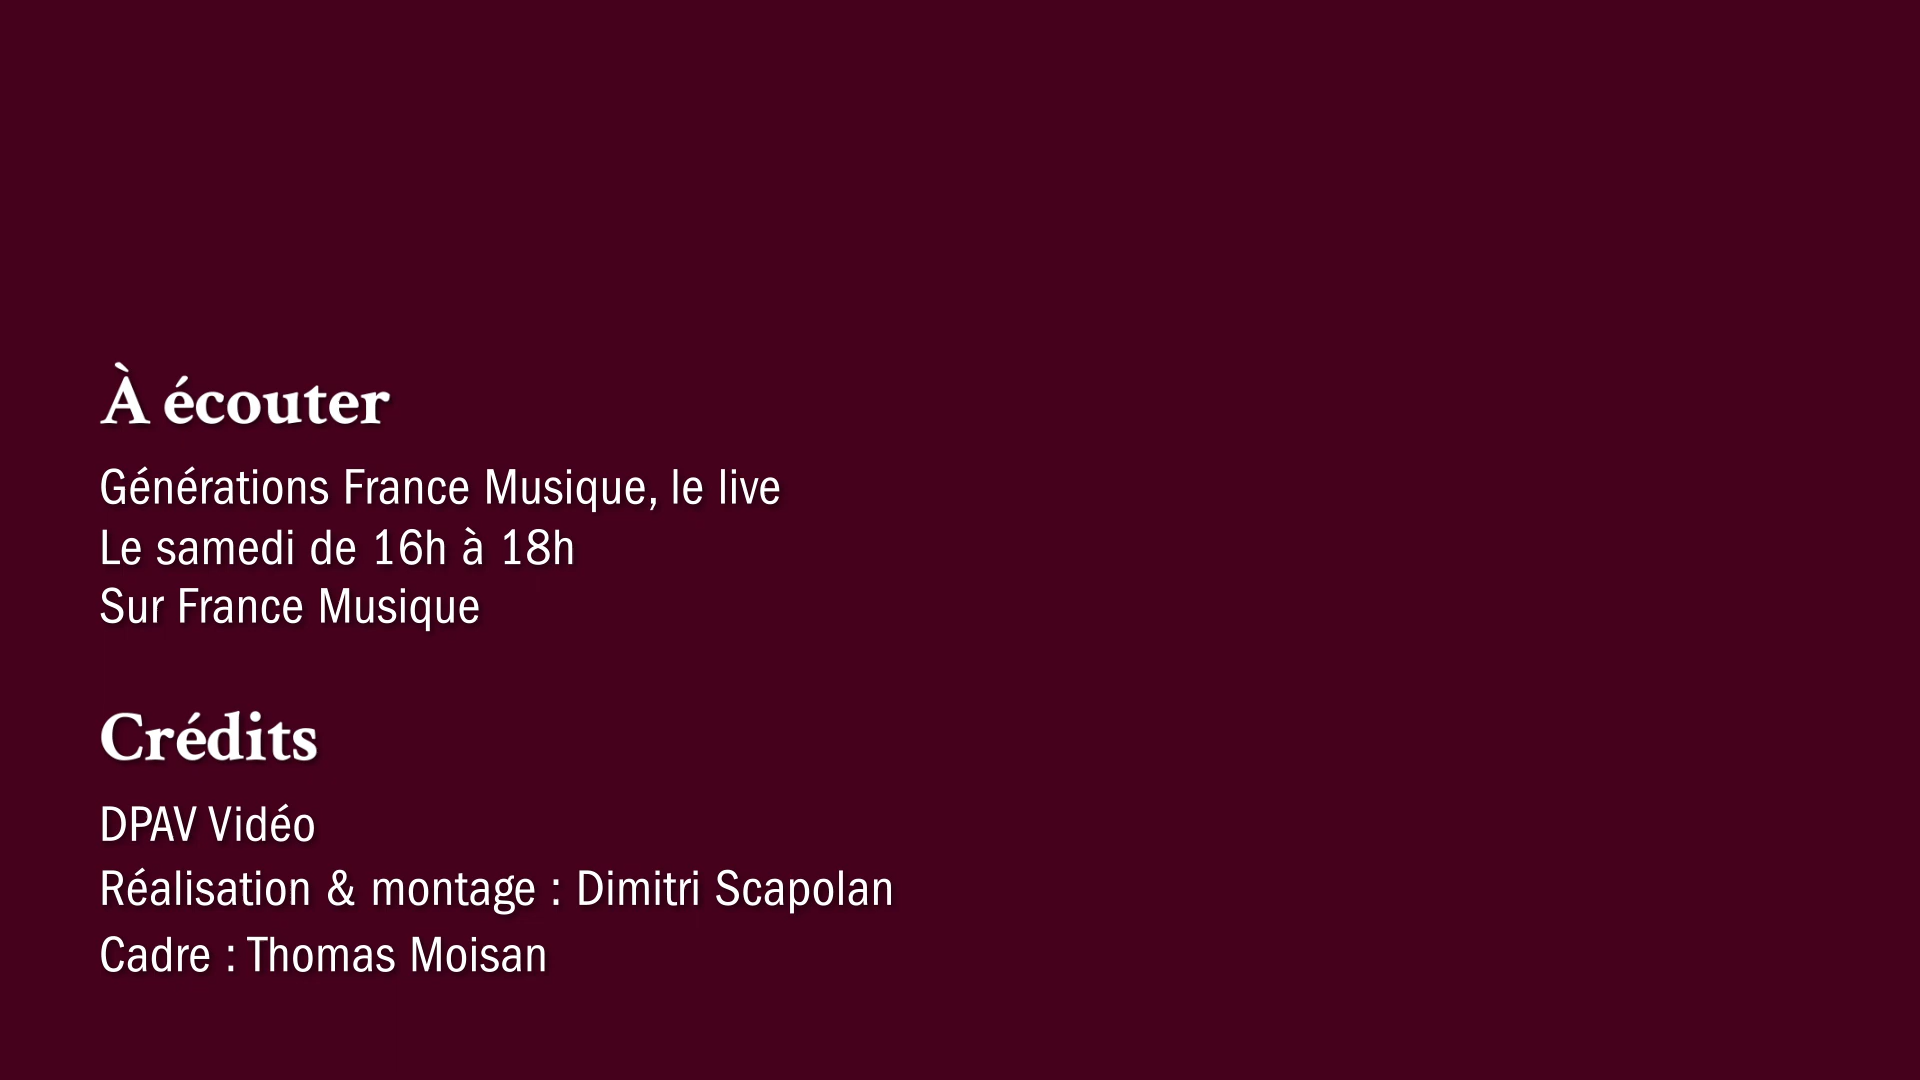 À écouter
Générations France Musique, le live
Le samedi de 16h à 18h
Sur France Musique
Crédits
DPAV Vidéo
Réalisation & montage : Dimitri Scapolan
Cadre : Thomas Moisan